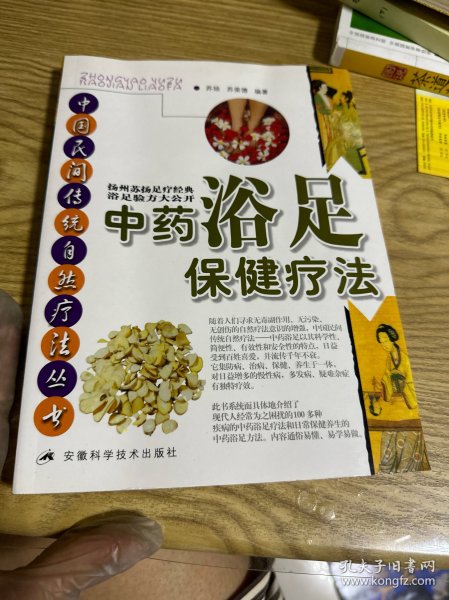 苏扬 苏荣德 编著
中国民间传统自然疗法丛书
扬州苏扬足疗经典
浴足验方大公开
中药浴足
保健疗法
随着人们寻求无毒副作用、无污染、
无创伤的自然疗法意识的增强，中国民间
传统自然疗法——中药浴足以其科学性、
简便性、有效性和安全性的特点，日益
受到百姓喜爱，并流传千年不衰。
它集防病、治病、保健、养生于一体，
对日益增多的慢性病、多发病、疑难杂症
有独特疗效。
此书系统而具体地介绍了
现代人经常为之困扰的100多种
疾病的中药浴足疗法和日常保健养生的
中药浴足方法。内容通俗易懂、易学易做。
安徽科学技术出版社
孔夫子旧书网
www.kongfz.com